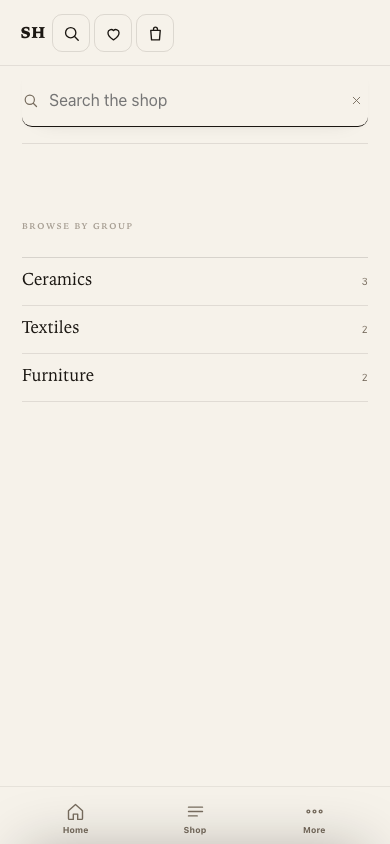 SH
Search the shop
BROWSE BY GROUP
Ceramics 3
Textiles 2
Furniture 2
Home Shop More